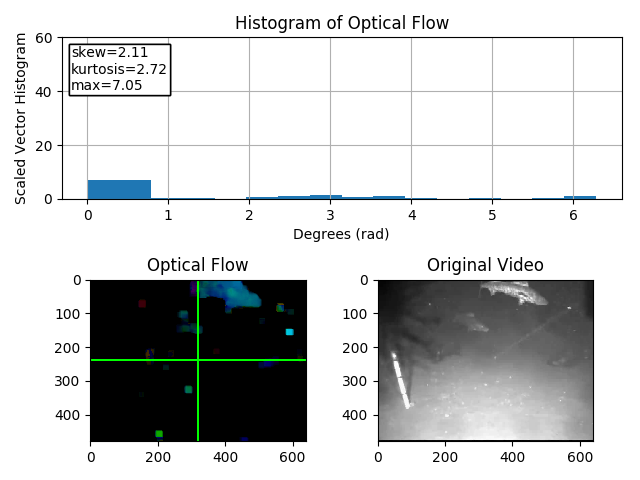 Histogram of Optical Flow
Scaled Vector Histogram
60
40
20
0
skew=2.11
kurtosis=2.72
max=7.05
0 1 2 3 4 5 6
Degrees (rad)
Optical Flow
0
100
200
300
400
0 200 400 600
Original Video
0
100
200
300
400
0 200 400 600